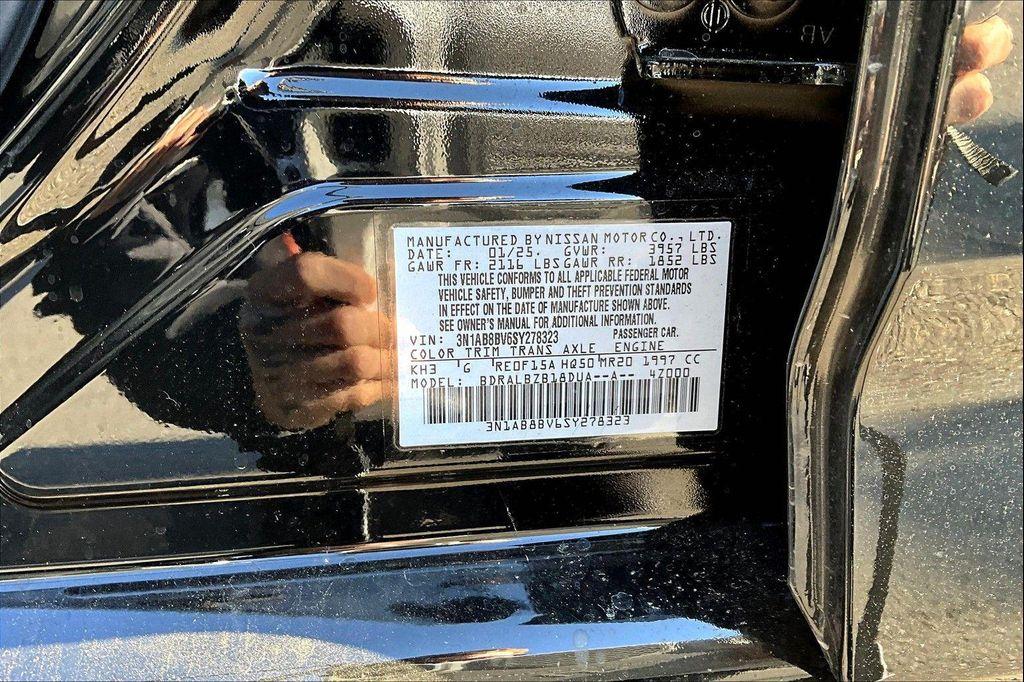 MANUFACTURED BY NISSAN MOTOR CO., LTD.
DATE: 01/25. GVWR: 3957 LBS
GAWR FR: 2116 LBS GAWR RR: 1852 LBS
THIS VEHICLE CONFORMS TO ALL APPLICABLE FEDERAL MOTOR
VEHICLE SAFETY, BUMPER AND THEFT PREVENTION STANDARDS
IN EFFECT ON THE DATE OF MANUFACTURE SHOWN ABOVE.
SEE OWNER'S MANUAL FOR ADDITIONAL INFORMATION.
VIN: 3N1AB8BV6SY278323 PASSENGER CAR.
COLOR TRIM TRANS AXLE ENGINE
KH3 G RE0F15A HQ50 MR20 1997 CC
MODEL: BDRALBZB18DUA--A-- 4Z000
3N1AB8BV6SY278323